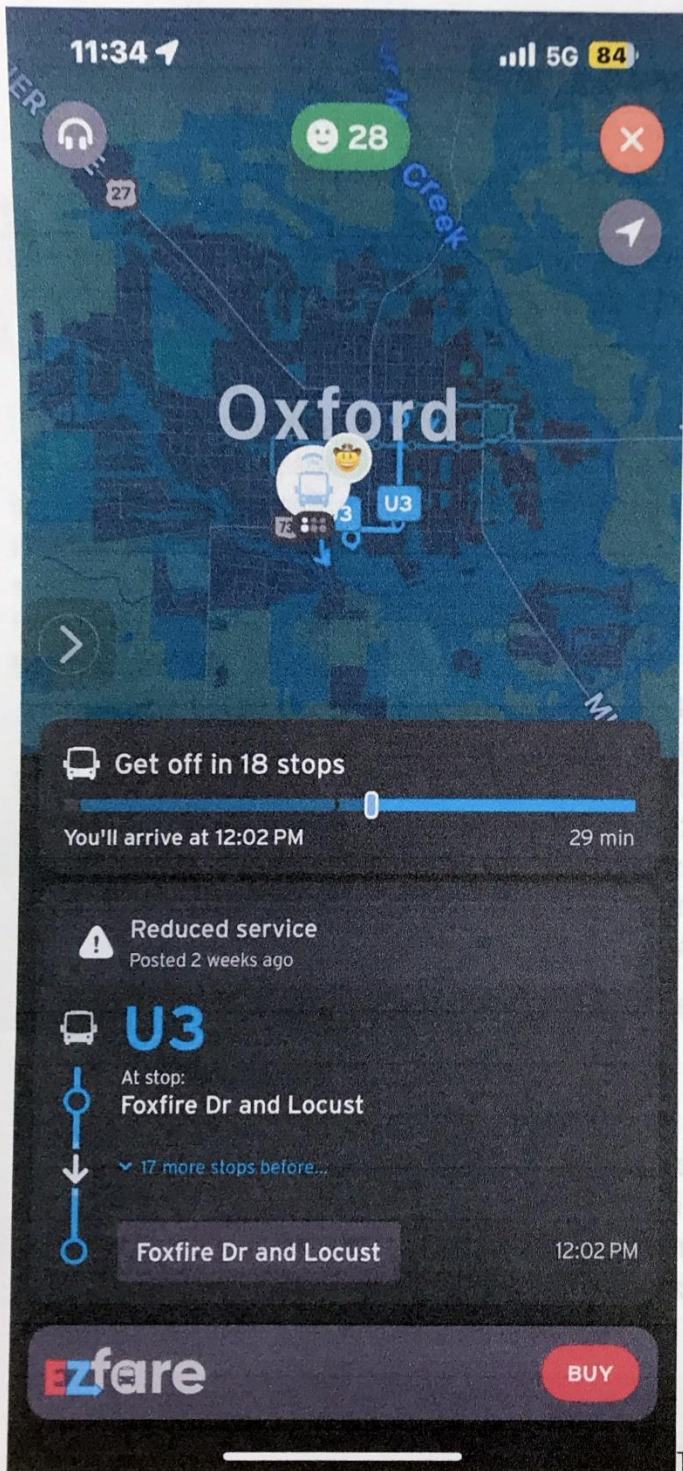 11:34
5G 84
28
27
Creek
Oxford
U3
73
Get off in 18 stops
You'll arrive at 12:02 PM
29 min
Reduced service
Posted 2 weeks ago
U3
At stop:
Foxfire Dr and Locust
17 more stops before...
Foxfire Dr and Locust
12:02 PM
EZfare
BUY